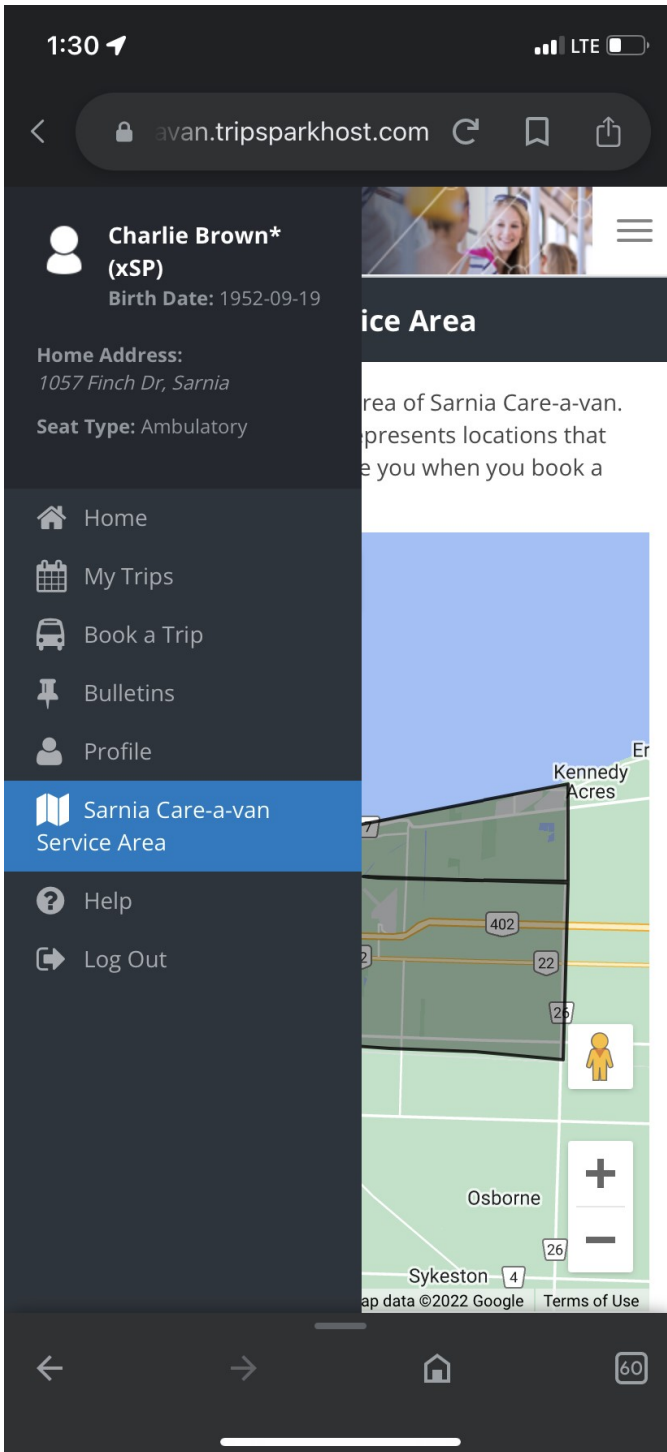 1:30
LTE
avan.tripsparkhost.com
Charlie Brown*
(xSP)
Birth Date: 1952-09-19
Home Address:
1057 Finch Dr, Sarnia
Seat Type: Ambulatory
Home
My Trips
Book a Trip
Bulletins
Profile
Sarnia Care-a-van
Service Area
Help
Log Out
ice Area
rea of Sarnia Care-a-van.
epresents locations that
e you when you book a
Er
Kennedy
Acres
7
402
2
22
26
Osborne
26
Sykeston 4
ap data ©2022 Google Terms of Use
60